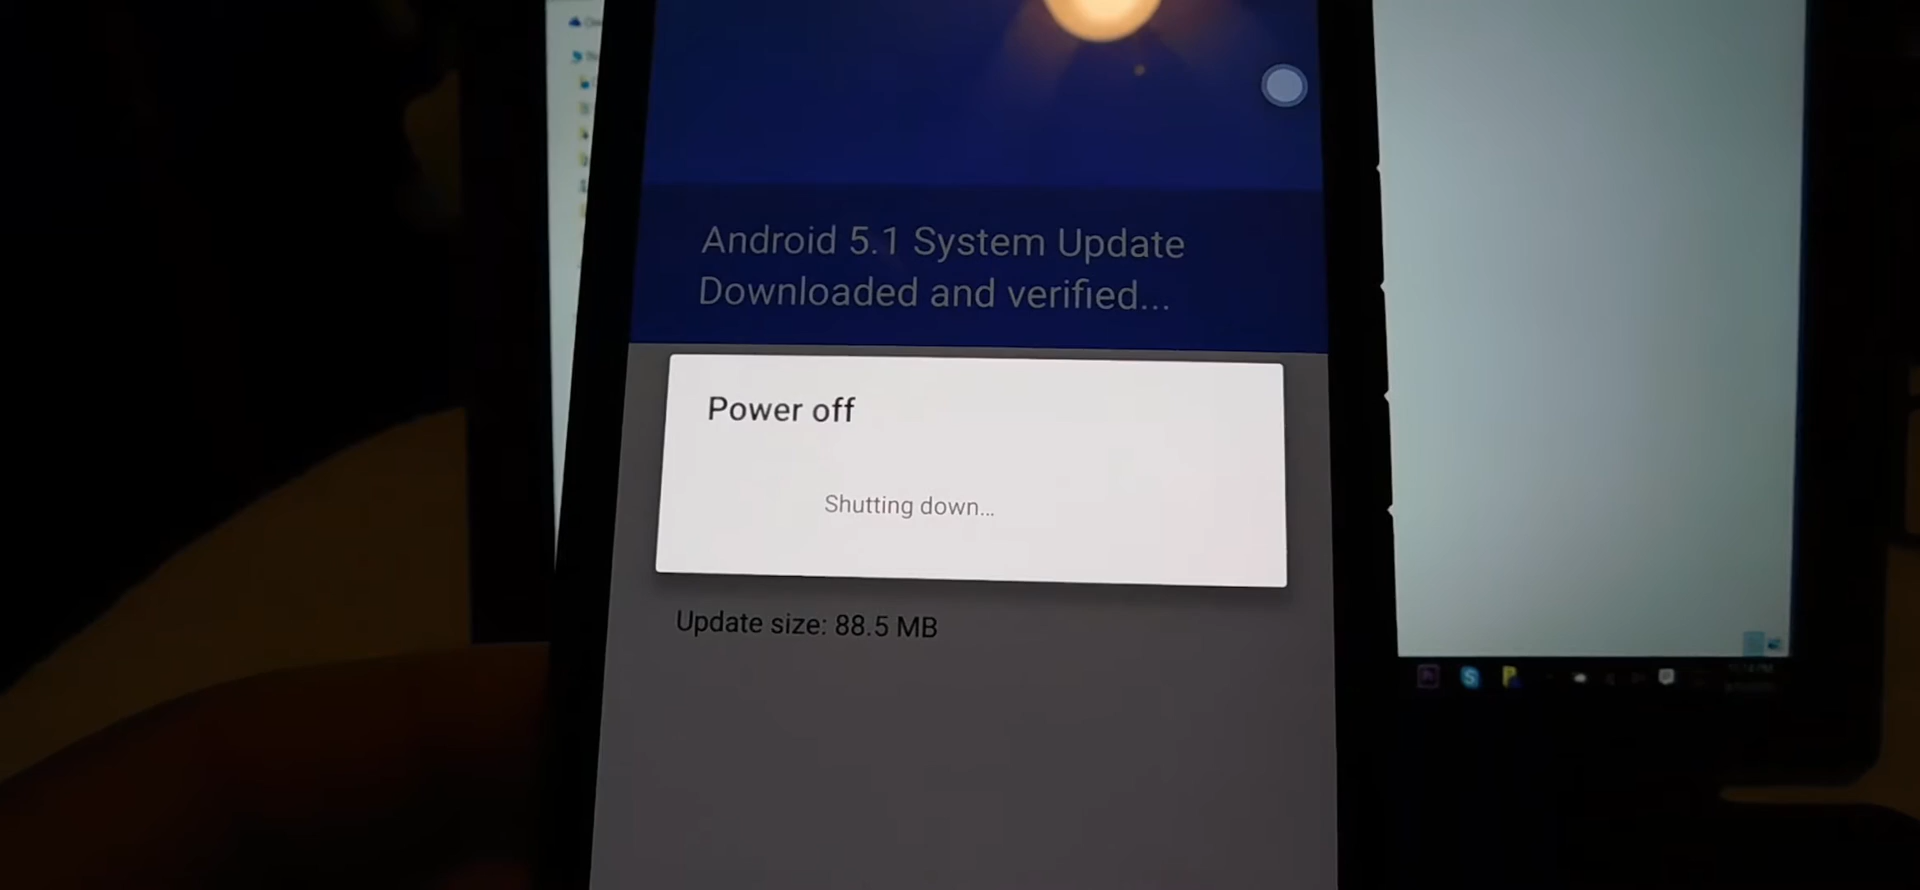 Android 5.1 System Update
Downloaded and verified...
Power off
Shutting down...
Update size: 88.5 MB